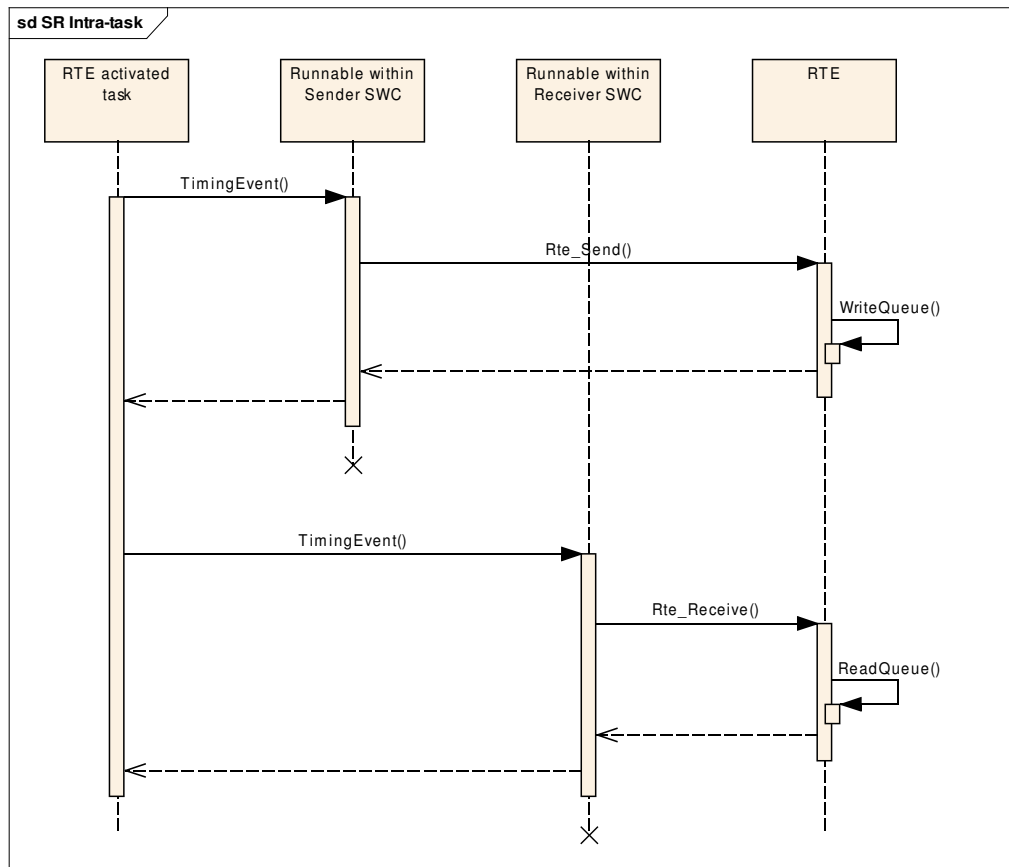 sd SR Intra-task
RTE activated
task
Runnable within
Sender SWC
Runnable within
Receiver SWC
RTE
TimingEvent()
Rte_Send()
WriteQueue()
TimingEvent()
Rte_Receive()
ReadQueue()